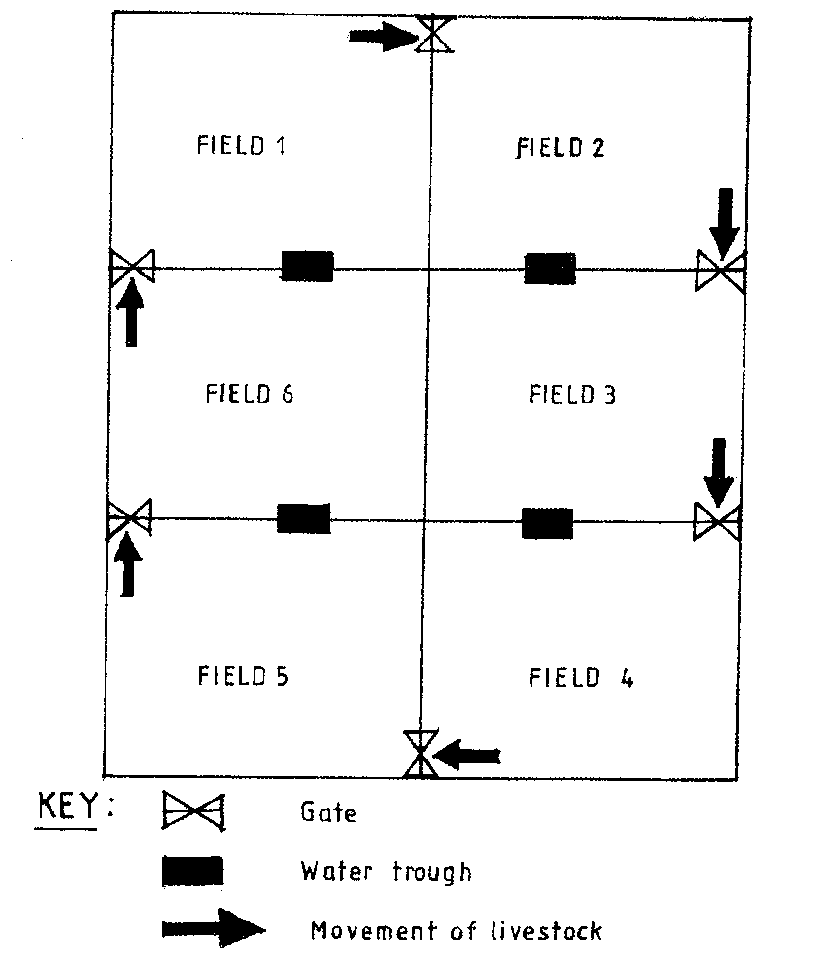 FIELD 1
FIELD 2
FIELD 6
FIELD 3
FIELD 5
FIELD 4
KEY:
Gate
Water trough
Movement of livestock